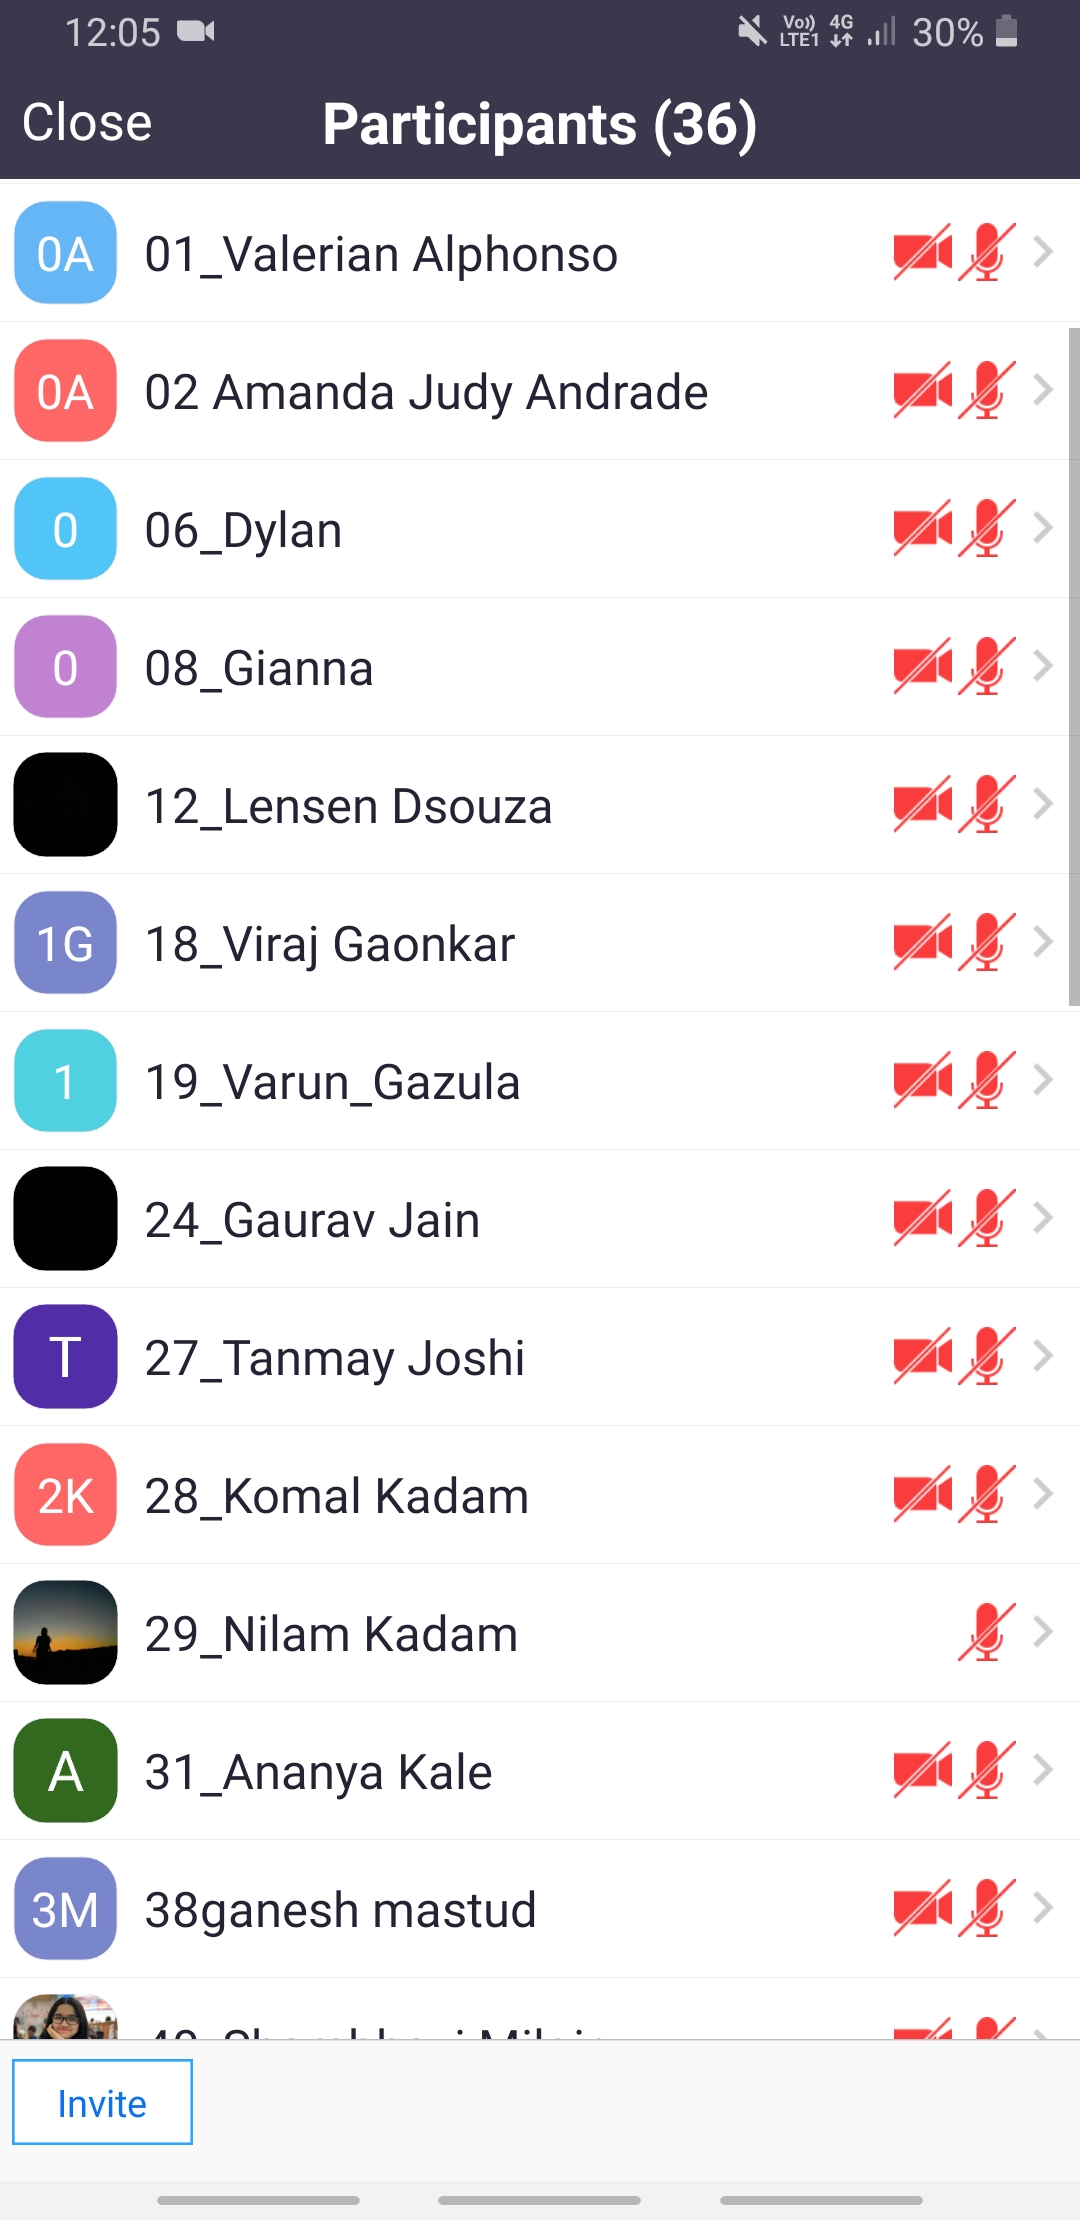 12:05 Vo)) LTE1 4G 30%
Close Participants (36)
0A 01_Valerian Alphonso
0A 02 Amanda Judy Andrade
0 06_Dylan
0 08_Gianna
12_Lensen Dsouza
1G 18_Viraj Gaonkar
1 19_Varun_Gazula
24_Gaurav Jain
T 27_Tanmay Joshi
2K 28_Komal Kadam
29_Nilam Kadam
A 31_Ananya Kale
3M 38ganesh mastud
Invite